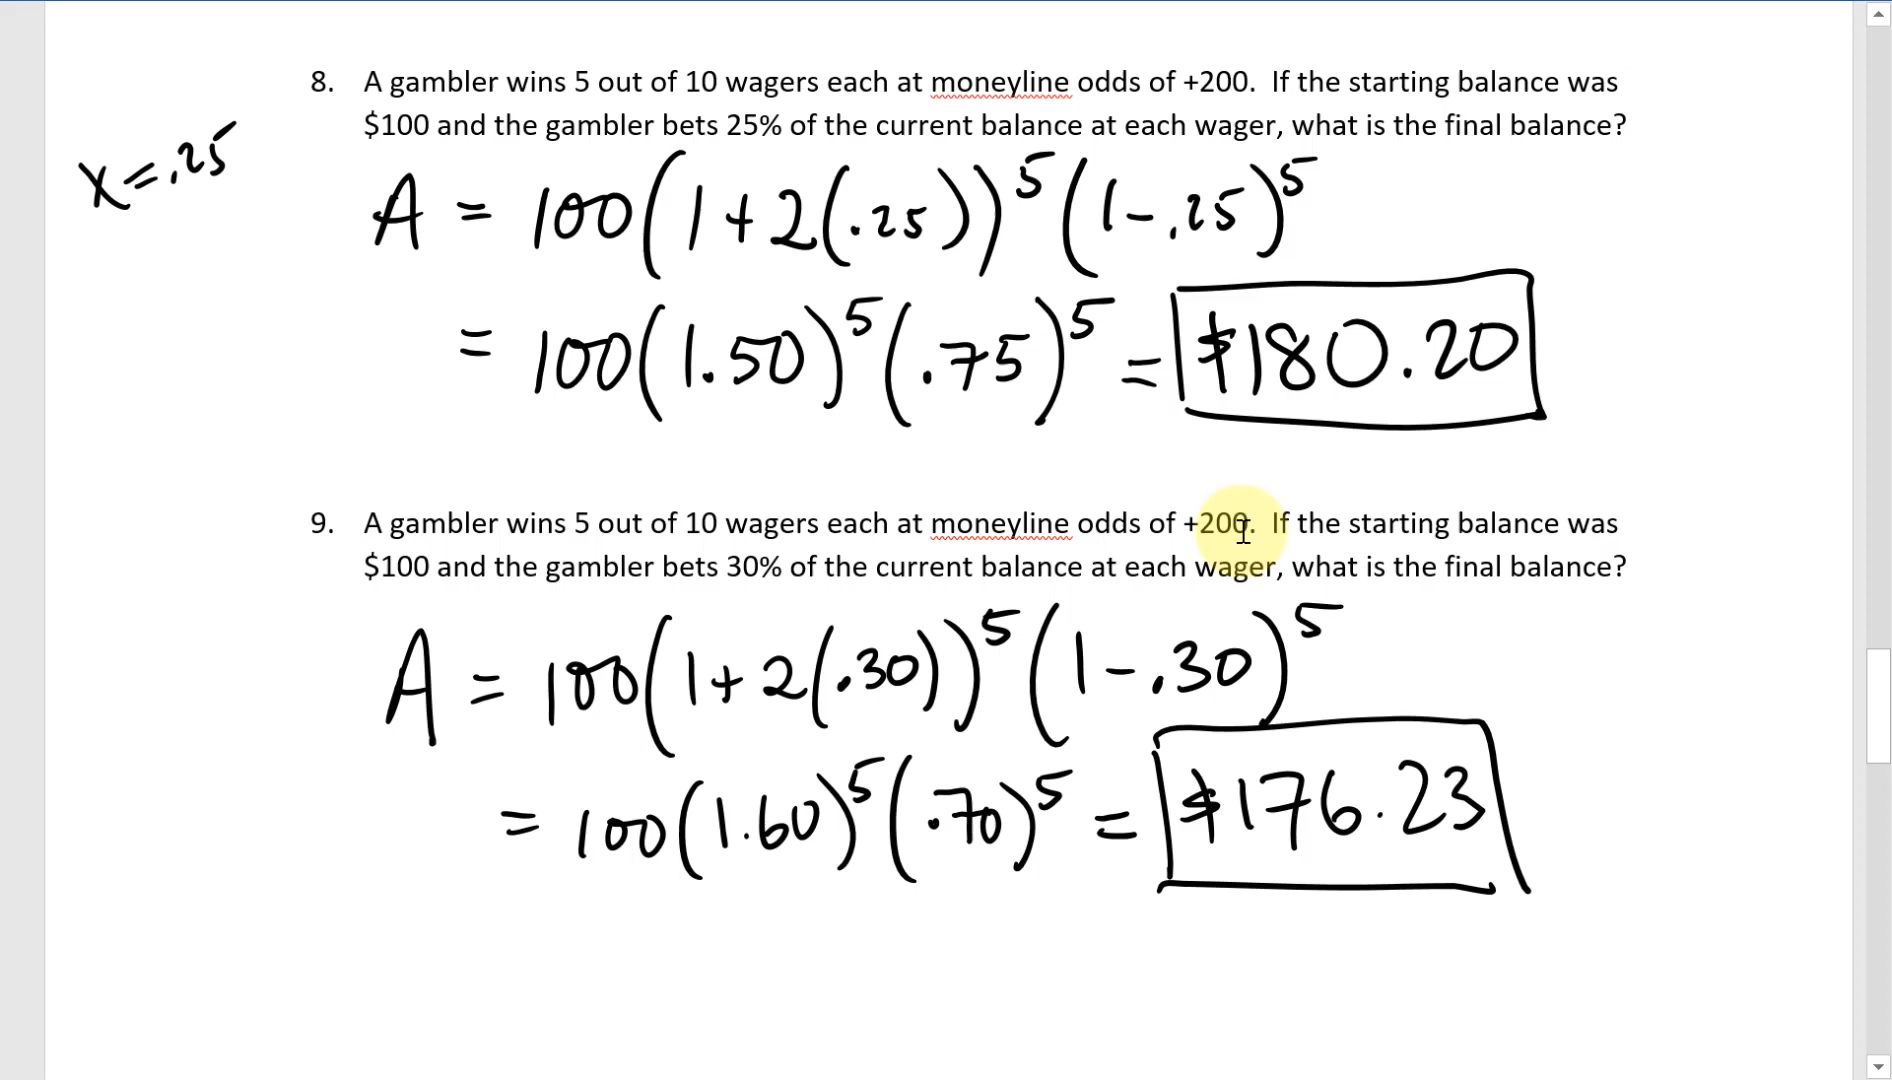 8. A gambler wins 5 out of 10 wagers each at moneyline odds of +200. If the starting balance was
$100 and the gambler bets 25% of the current balance at each wager, what is the final balance?
x=.25
A = 100(1+2(.25))^5(1-.25)^5
= 100(1.50)^5(.75)^5 = $180.20
9. A gambler wins 5 out of 10 wagers each at moneyline odds of +200. If the starting balance was
$100 and the gambler bets 30% of the current balance at each wager, what is the final balance?
A = 100(1+2(.30))^5(1-.30)^5
= 100(1.60)^5(.70)^5 = $176.23